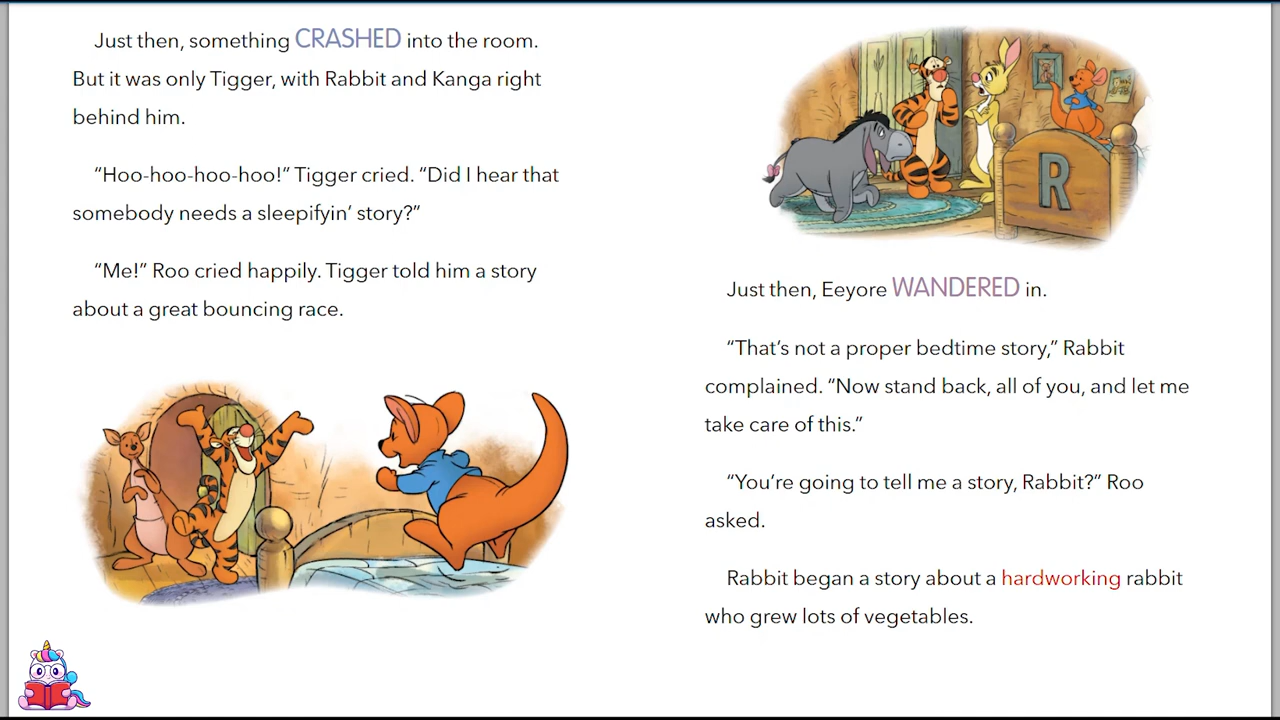 Just then, something CRASHED into the room.
But it was only Tigger, with Rabbit and Kanga right
behind him.
“Hoo-hoo-hoo-hoo!” Tigger cried. “Did I hear that
somebody needs a sleepifyin’ story?”
“Me!” Roo cried happily. Tigger told him a story
about a great bouncing race.
R
Just then, Eeyore WANDERED in.
“That’s not a proper bedtime story,” Rabbit
complained. “Now stand back, all of you, and let me
take care of this.”
“You’re going to tell me a story, Rabbit?” Roo
asked.
Rabbit began a story about a hardworking rabbit
who grew lots of vegetables.